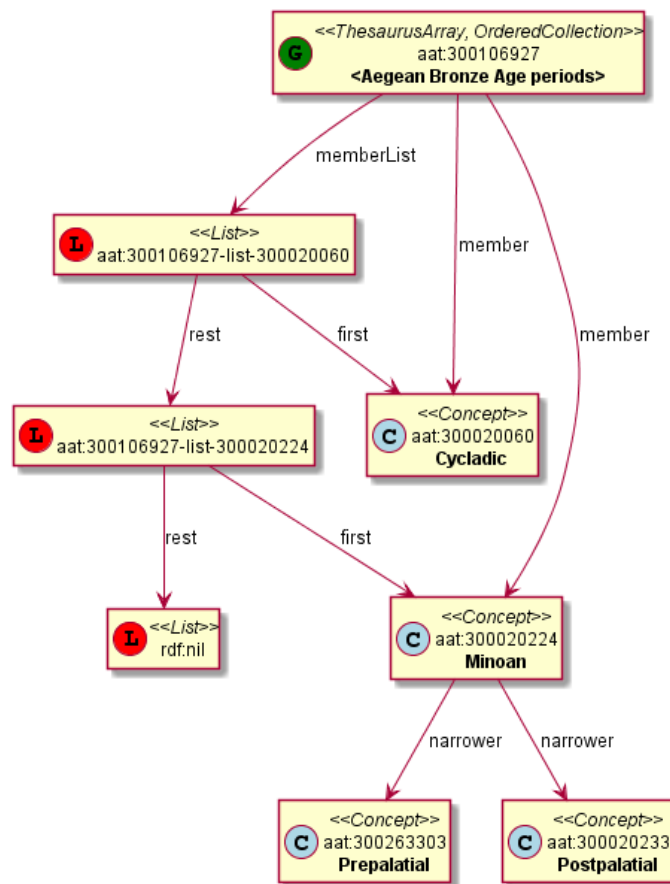 <<ThesaurusArray, OrderedCollection>>
G
aat:300106927
<Aegean Bronze Age periods>
memberList
<<List>>
L
aat:300106927-list-300020060
member
member
rest
first
<<List>>
L
aat:300106927-list-300020224
<<Concept>>
C
aat:300020060
Cycladic
rest
first
<<List>>
L
rdf:nil
<<Concept>>
C
aat:300020224
Minoan
narrower
narrower
<<Concept>>
C
aat:300263303
Prepalatial
<<Concept>>
C
aat:300020233
Postpalatial